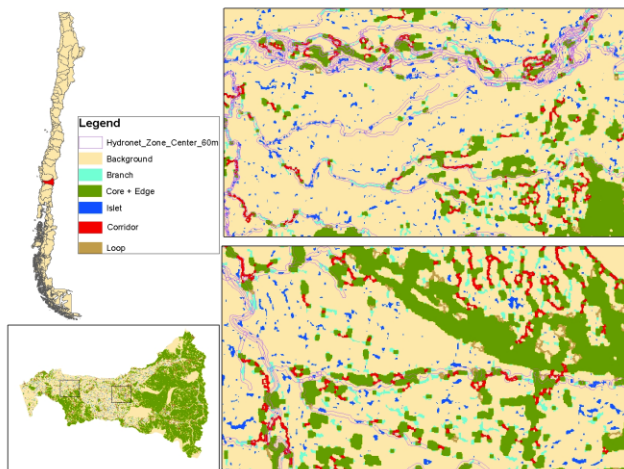 Legend
Hydronet_Zone_Center_60m
Background
Branch
Core + Edge
Islet
Corridor
Loop